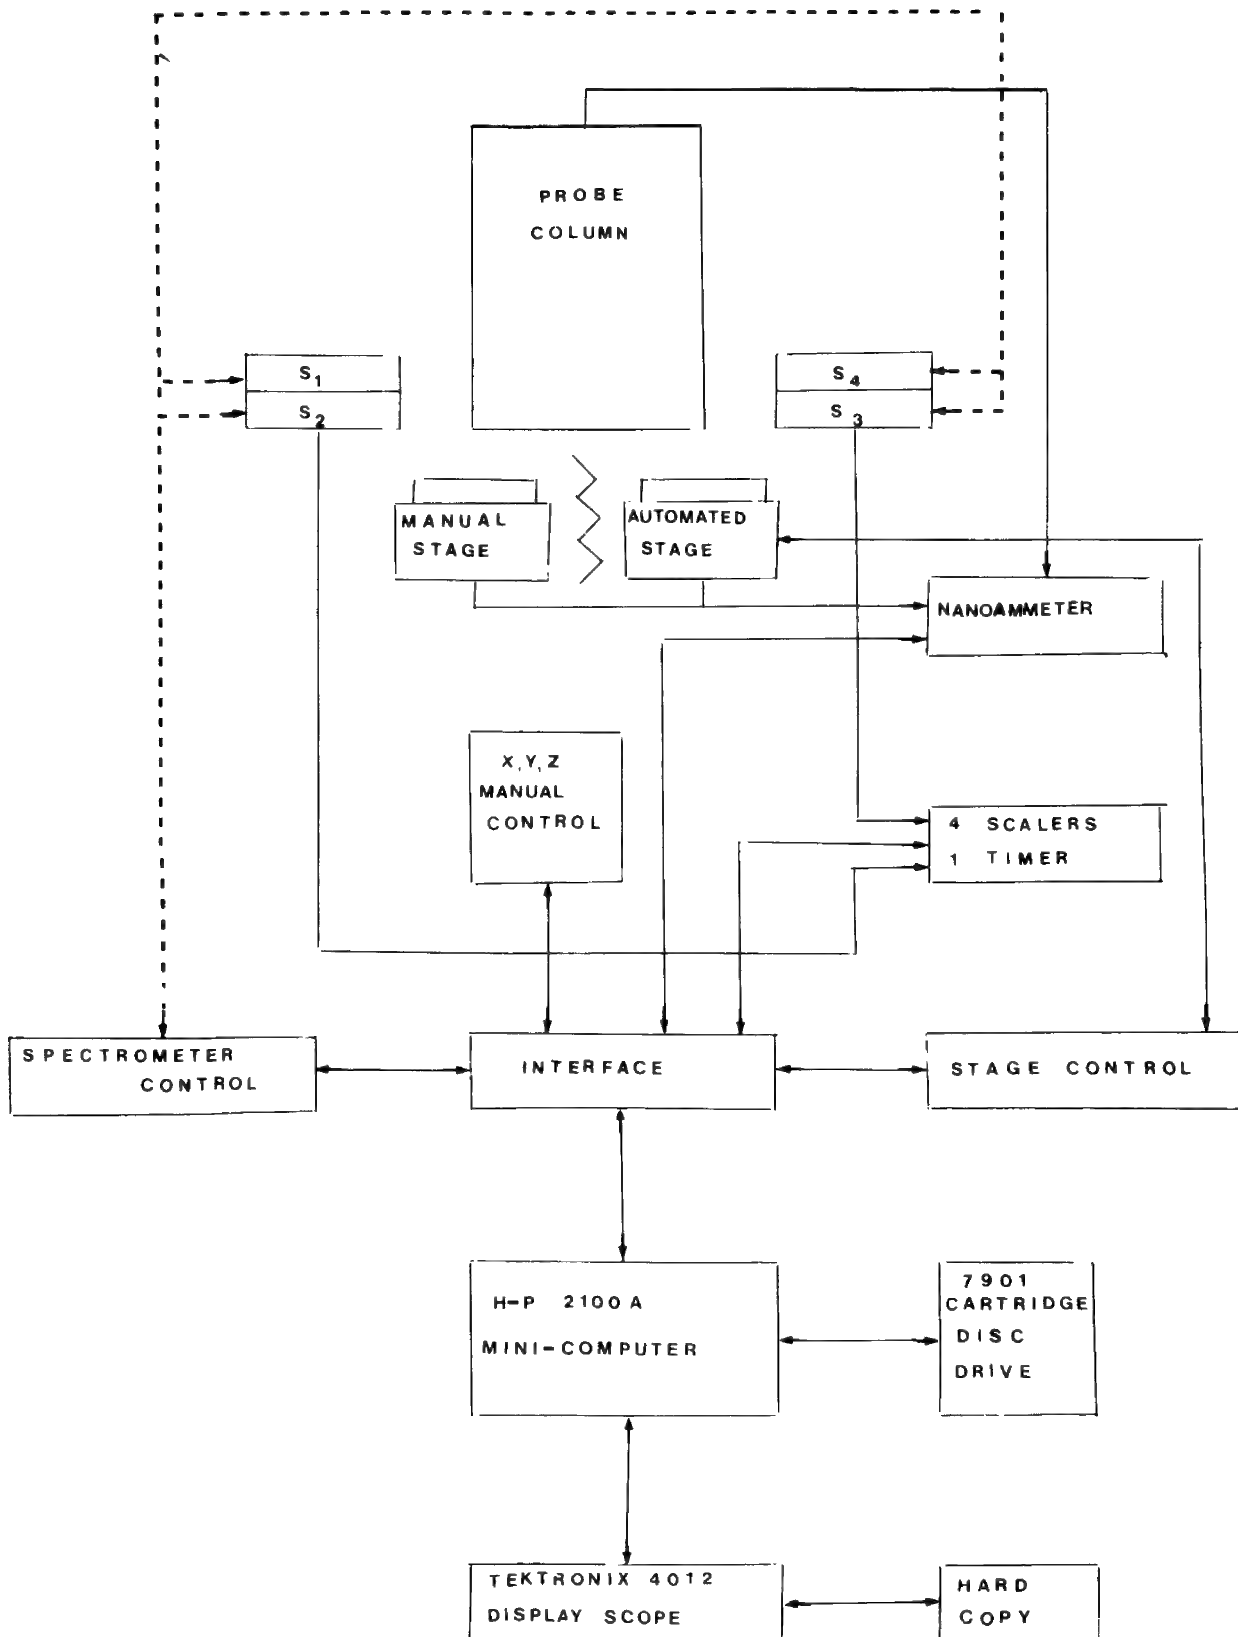 PROBE
COLUMN
S1
S2
S4
S3
MANUAL
STAGE
AUTOMATED
STAGE
NANOAMMETER
X,Y,Z
MANUAL
CONTROL
4 SCALERS
1 TIMER
SPECTROMETER
CONTROL
INTERFACE
STAGE CONTROL
H-P 2100A
MINI-COMPUTER
7901
CARTRIDGE
DISC
DRIVE
TEKTRONIX 4012
DISPLAY SCOPE
HARD
COPY